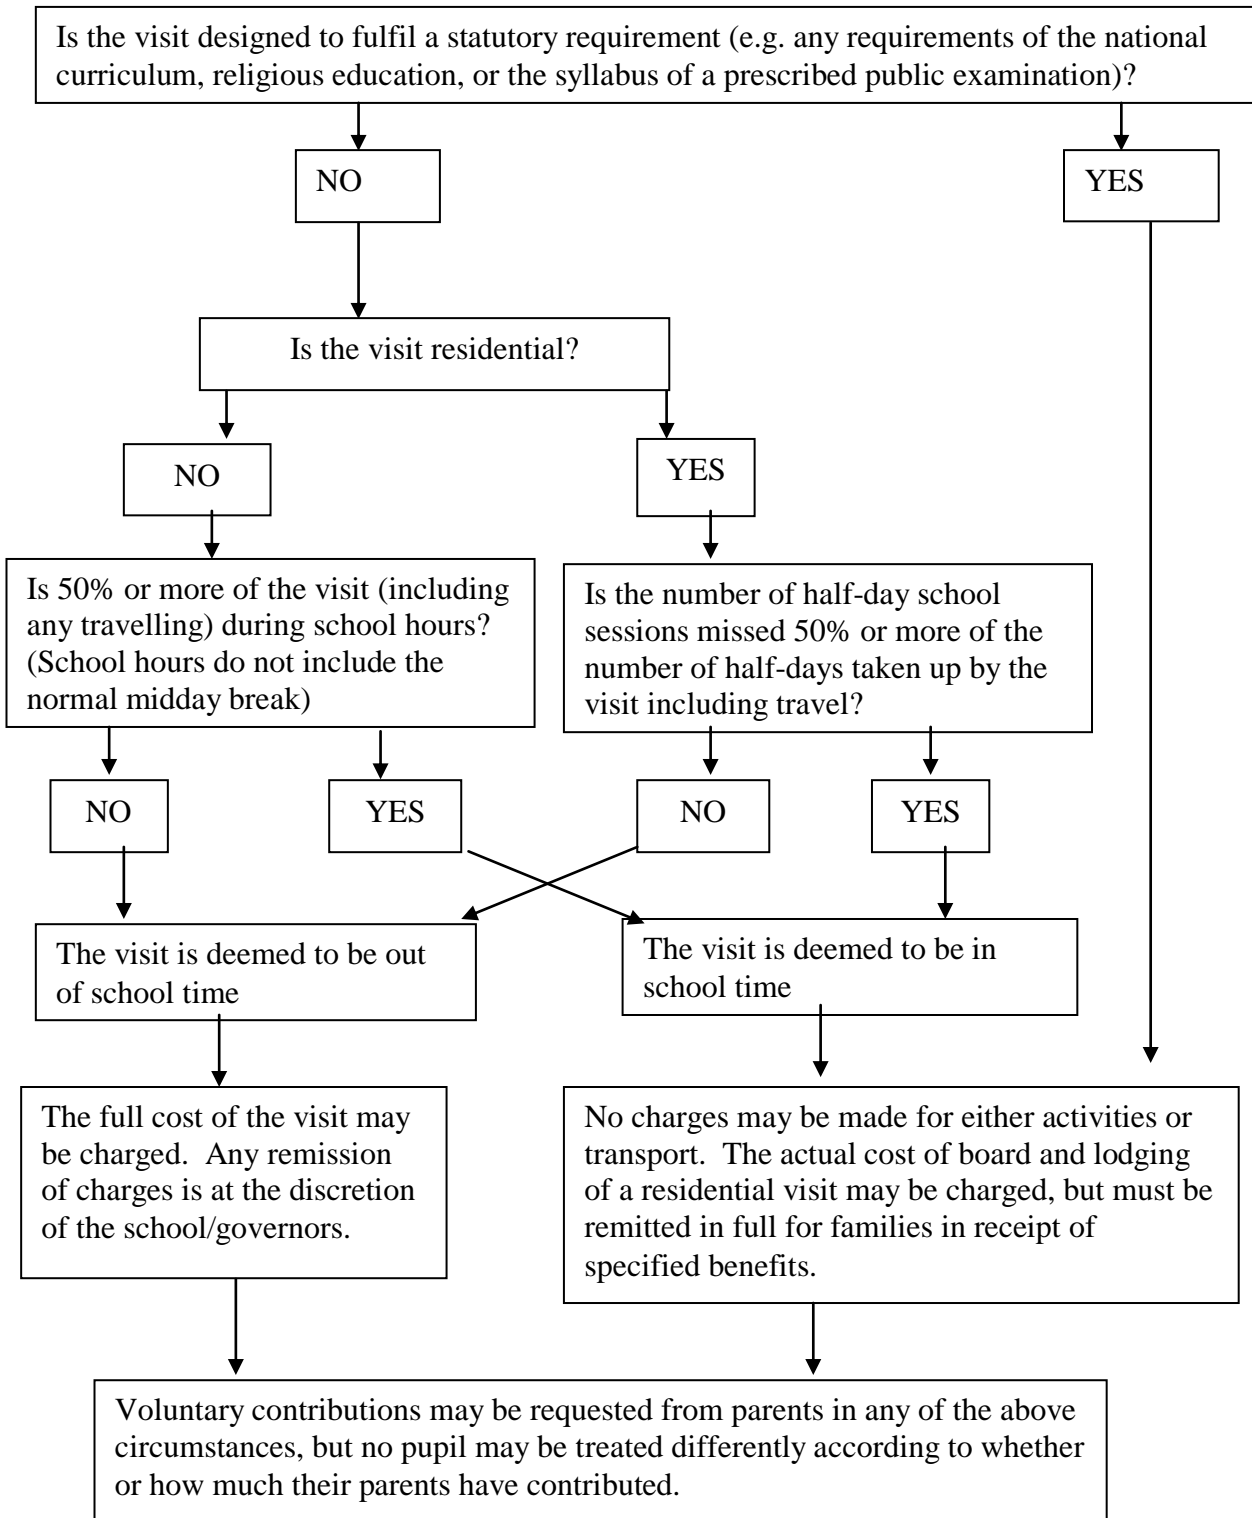 Is the visit designed to fulfil a statutory requirement (e.g. any requirements of the national
curriculum, religious education, or the syllabus of a prescribed public examination)?
NO
YES
Is the visit residential?
NO
YES
Is 50% or more of the visit (including
any travelling) during school hours?
(School hours do not include the
normal midday break)
Is the number of half-day school
sessions missed 50% or more of the
number of half-days taken up by the
visit including travel?
NO
YES
NO
YES
The visit is deemed to be out
of school time
The visit is deemed to be in
school time
The full cost of the visit may
be charged.  Any remission
of charges is at the discretion
of the school/governors.
No charges may be made for either activities or
transport.  The actual cost of board and lodging
of a residential visit may be charged, but must be
remitted in full for families in receipt of
specified benefits.
Voluntary contributions may be requested from parents in any of the above
circumstances, but no pupil may be treated differently according to whether
or how much their parents have contributed.